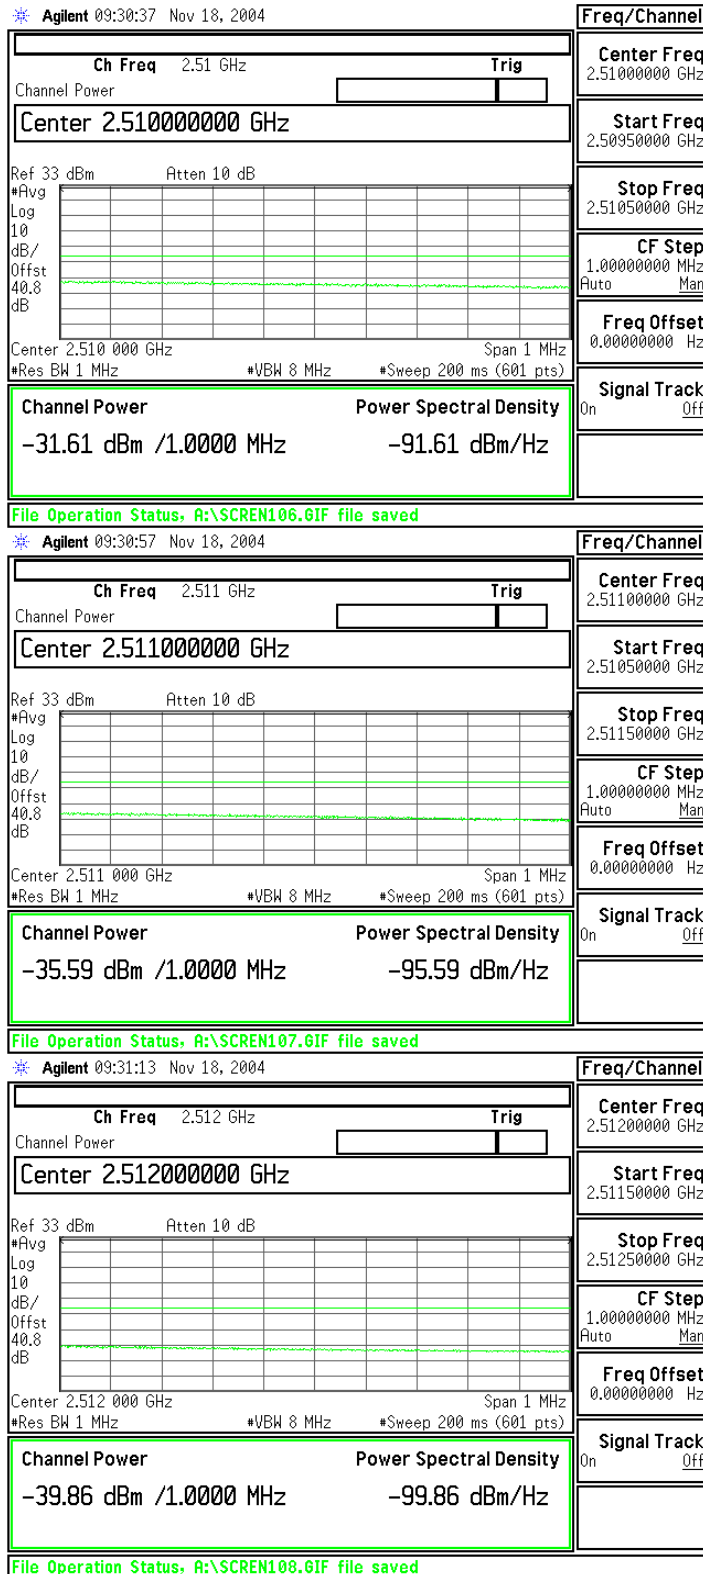 Agilent 09:30:37 Nov 18, 2004
Freq/Channel
Ch Freq 2.51 GHz Trig
Channel Power
Center 2.510000000 GHz
Ref 33 dBm Atten 10 dB
#Avg
Log
10
dB/
Offst
40.8
dB
Center 2.510 000 GHz Span 1 MHz
#Res BW 1 MHz #VBW 8 MHz #Sweep 200 ms (601 pts)
Channel Power Power Spectral Density
-31.61 dBm /1.0000 MHz -91.61 dBm/Hz
File Operation Status, A:\SCREN106.GIF file saved
Center Freq
2.51000000 GHz
Start Freq
2.50950000 GHz
Stop Freq
2.51050000 GHz
CF Step
1.00000000 MHz
Auto Man
Freq Offset
0.00000000 Hz
Signal Track
On Off
Agilent 09:30:57 Nov 18, 2004
Freq/Channel
Ch Freq 2.511 GHz Trig
Channel Power
Center 2.511000000 GHz
Ref 33 dBm Atten 10 dB
#Avg
Log
10
dB/
Offst
40.8
dB
Center 2.511 000 GHz Span 1 MHz
#Res BW 1 MHz #VBW 8 MHz #Sweep 200 ms (601 pts)
Channel Power Power Spectral Density
-35.59 dBm /1.0000 MHz -95.59 dBm/Hz
File Operation Status, A:\SCREN107.GIF file saved
Center Freq
2.51100000 GHz
Start Freq
2.51050000 GHz
Stop Freq
2.51150000 GHz
CF Step
1.00000000 MHz
Auto Man
Freq Offset
0.00000000 Hz
Signal Track
On Off
Agilent 09:31:13 Nov 18, 2004
Freq/Channel
Ch Freq 2.512 GHz Trig
Channel Power
Center 2.512000000 GHz
Ref 33 dBm Atten 10 dB
#Avg
Log
10
dB/
Offst
40.8
dB
Center 2.512 000 GHz Span 1 MHz
#Res BW 1 MHz #VBW 8 MHz #Sweep 200 ms (601 pts)
Channel Power Power Spectral Density
-39.86 dBm /1.0000 MHz -99.86 dBm/Hz
File Operation Status, A:\SCREN108.GIF file saved
Center Freq
2.51200000 GHz
Start Freq
2.51150000 GHz
Stop Freq
2.51250000 GHz
CF Step
1.00000000 MHz
Auto Man
Freq Offset
0.00000000 Hz
Signal Track
On Off